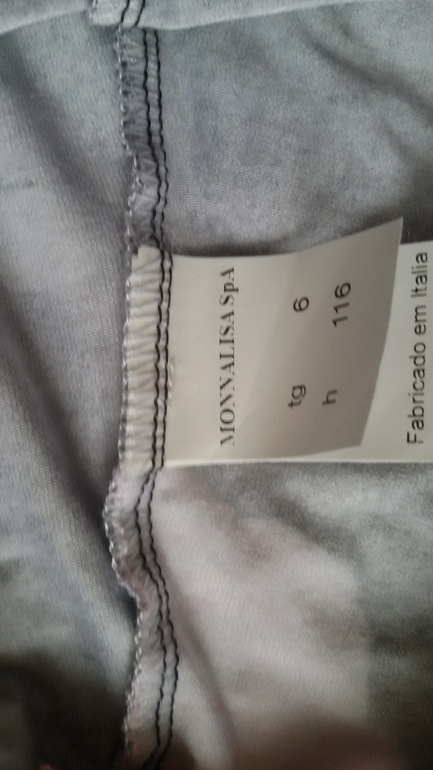 MONNALISA SpA
tg 6
h 116
Fabricado em Italia